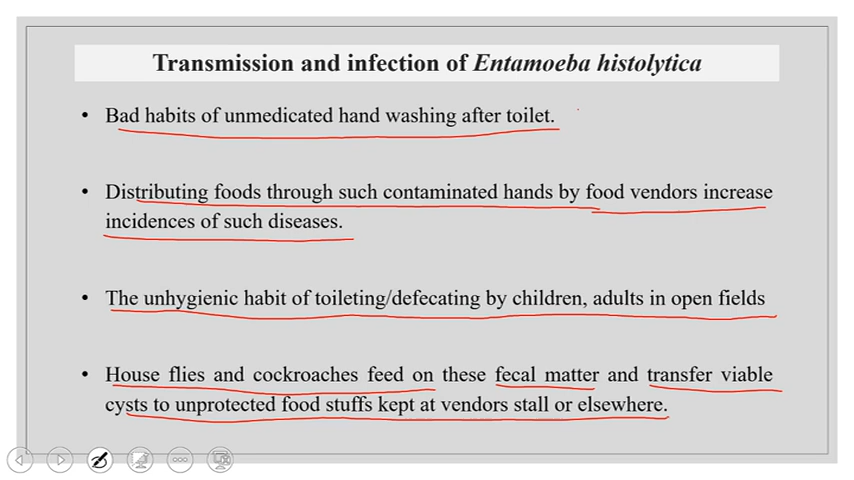 Transmission and infection of Entamoeba histolytica
• Bad habits of unmedicated hand washing after toilet.
• Distributing foods through such contaminated hands by food vendors increase
incidences of such diseases.
• The unhygienic habit of toileting/defecating by children, adults in open fields
• House flies and cockroaches feed on these fecal matter and transfer viable
cysts to unprotected food stuffs kept at vendors stall or elsewhere.